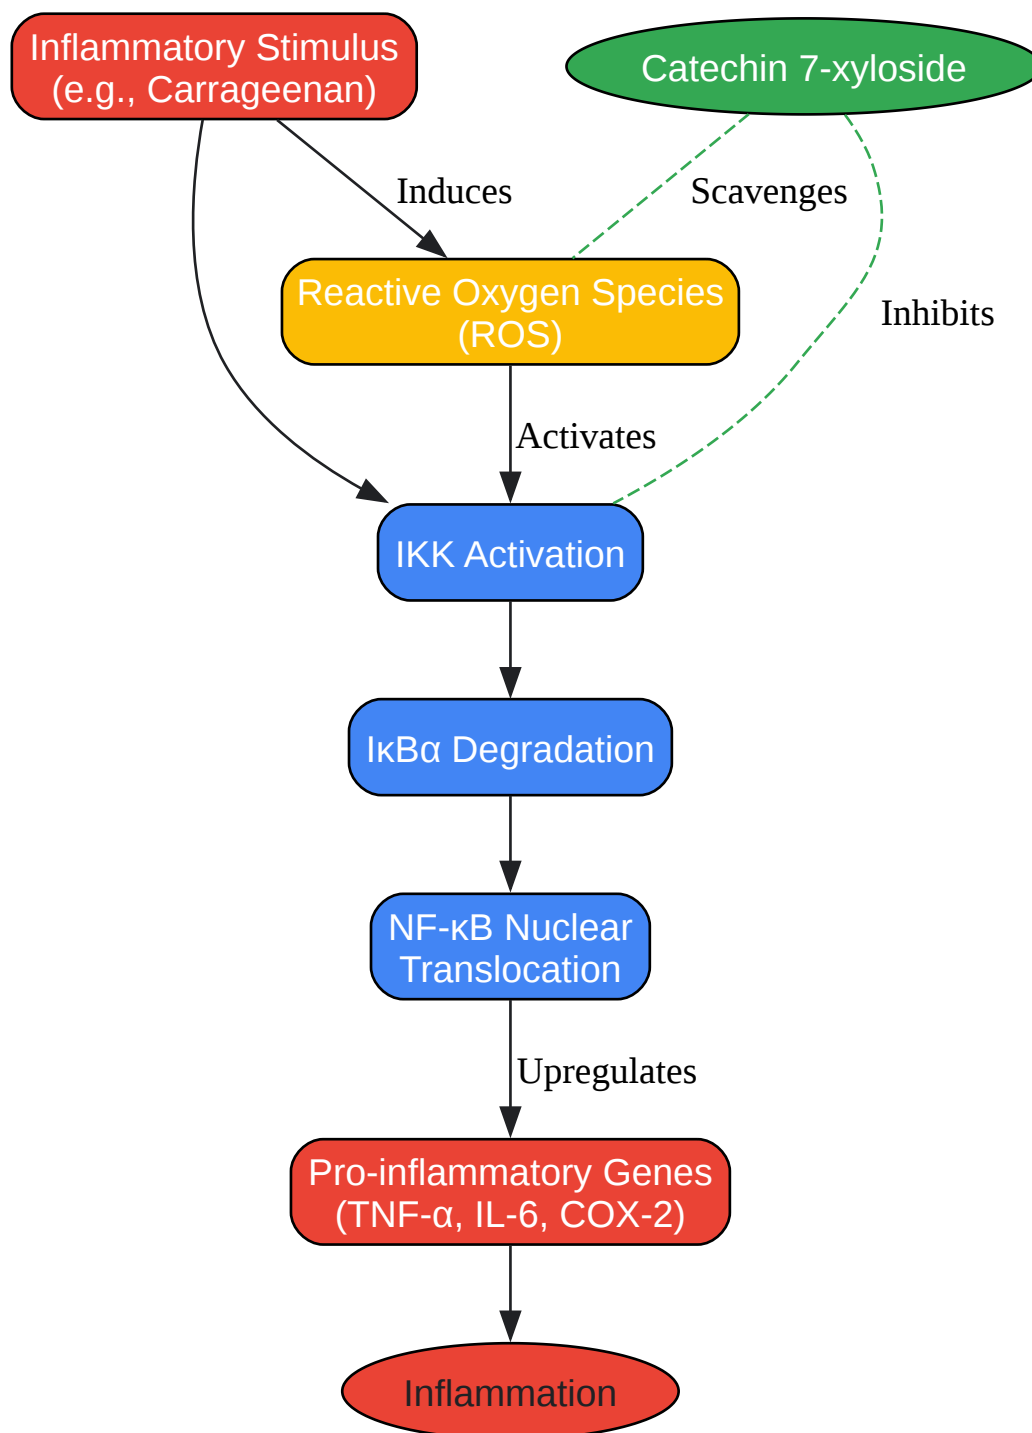 Inflammatory Stimulus
(e.g., Carrageenan)
Catechin 7-xyloside
Induces
Scavenges
Reactive Oxygen Species
(ROS)
Inhibits
Activates
IKK Activation
IκBα Degradation
NF-κB Nuclear
Translocation
Upregulates
Pro-inflammatory Genes
(TNF-α, IL-6, COX-2)
Inflammation